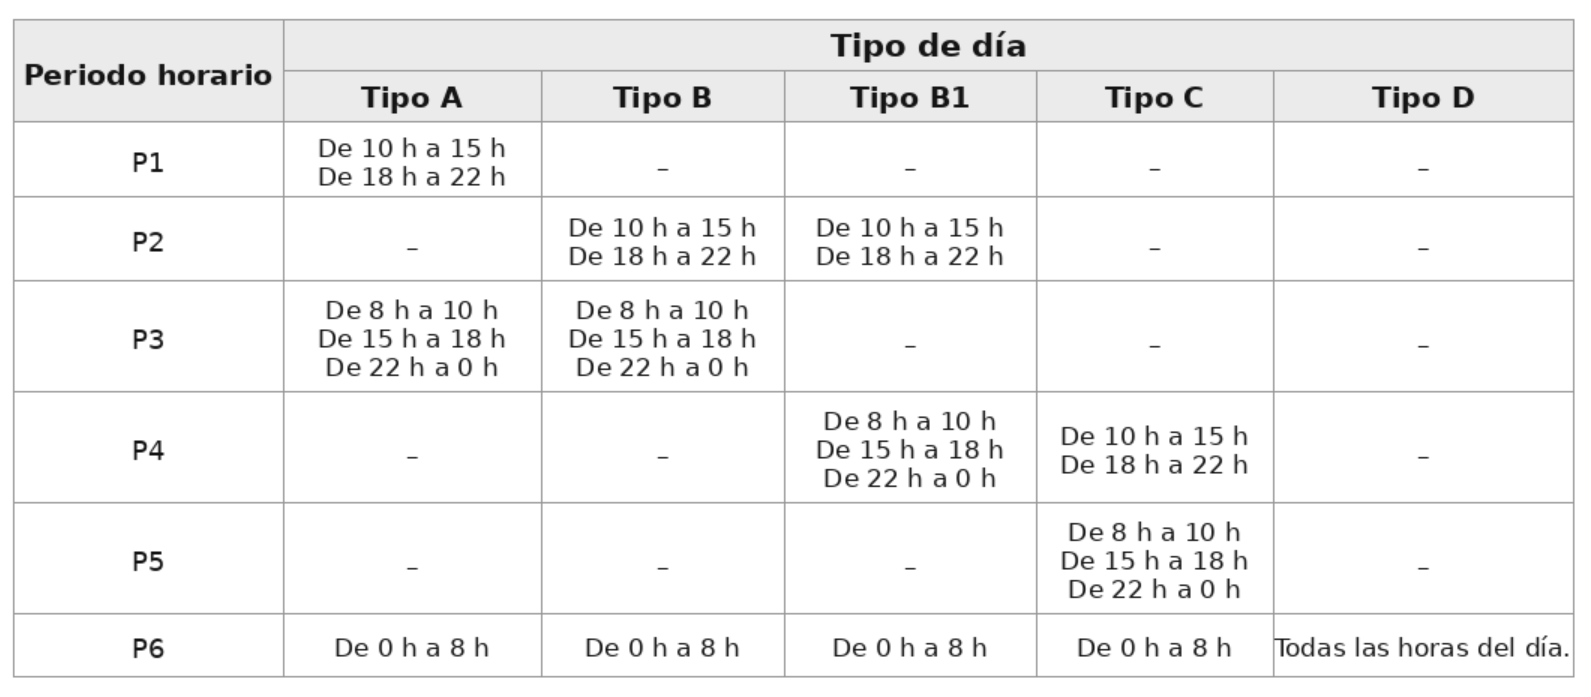 Periodo horario
Tipo de día
Tipo A
Tipo B
Tipo B1
Tipo C
Tipo D
P1
De 10 h a 15 h
De 18 h a 22 h
–
–
–
–
P2
–
De 10 h a 15 h
De 18 h a 22 h
De 10 h a 15 h
De 18 h a 22 h
–
–
P3
De 8 h a 10 h
De 15 h a 18 h
De 22 h a 0 h
De 8 h a 10 h
De 15 h a 18 h
De 22 h a 0 h
–
–
–
P4
–
–
De 8 h a 10 h
De 15 h a 18 h
De 22 h a 0 h
De 10 h a 15 h
De 18 h a 22 h
–
P5
–
–
–
De 8 h a 10 h
De 15 h a 18 h
De 22 h a 0 h
–
P6
De 0 h a 8 h
De 0 h a 8 h
De 0 h a 8 h
De 0 h a 8 h
Todas las horas del día.